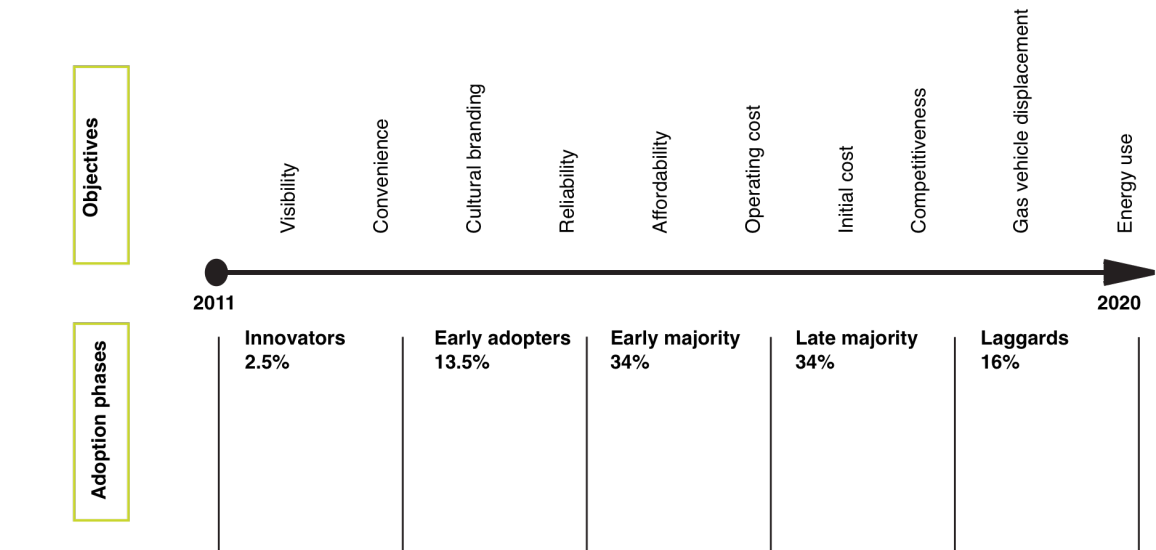 Objectives
Visibility
Convenience
Cultural branding
Reliability
Affordability
Operating cost
Initial cost
Competitiveness
Gas vehicle displacement
Energy use
2011
2020
Adoption phases
Innovators
2.5%
Early adopters
13.5%
Early majority
34%
Late majority
34%
Laggards
16%